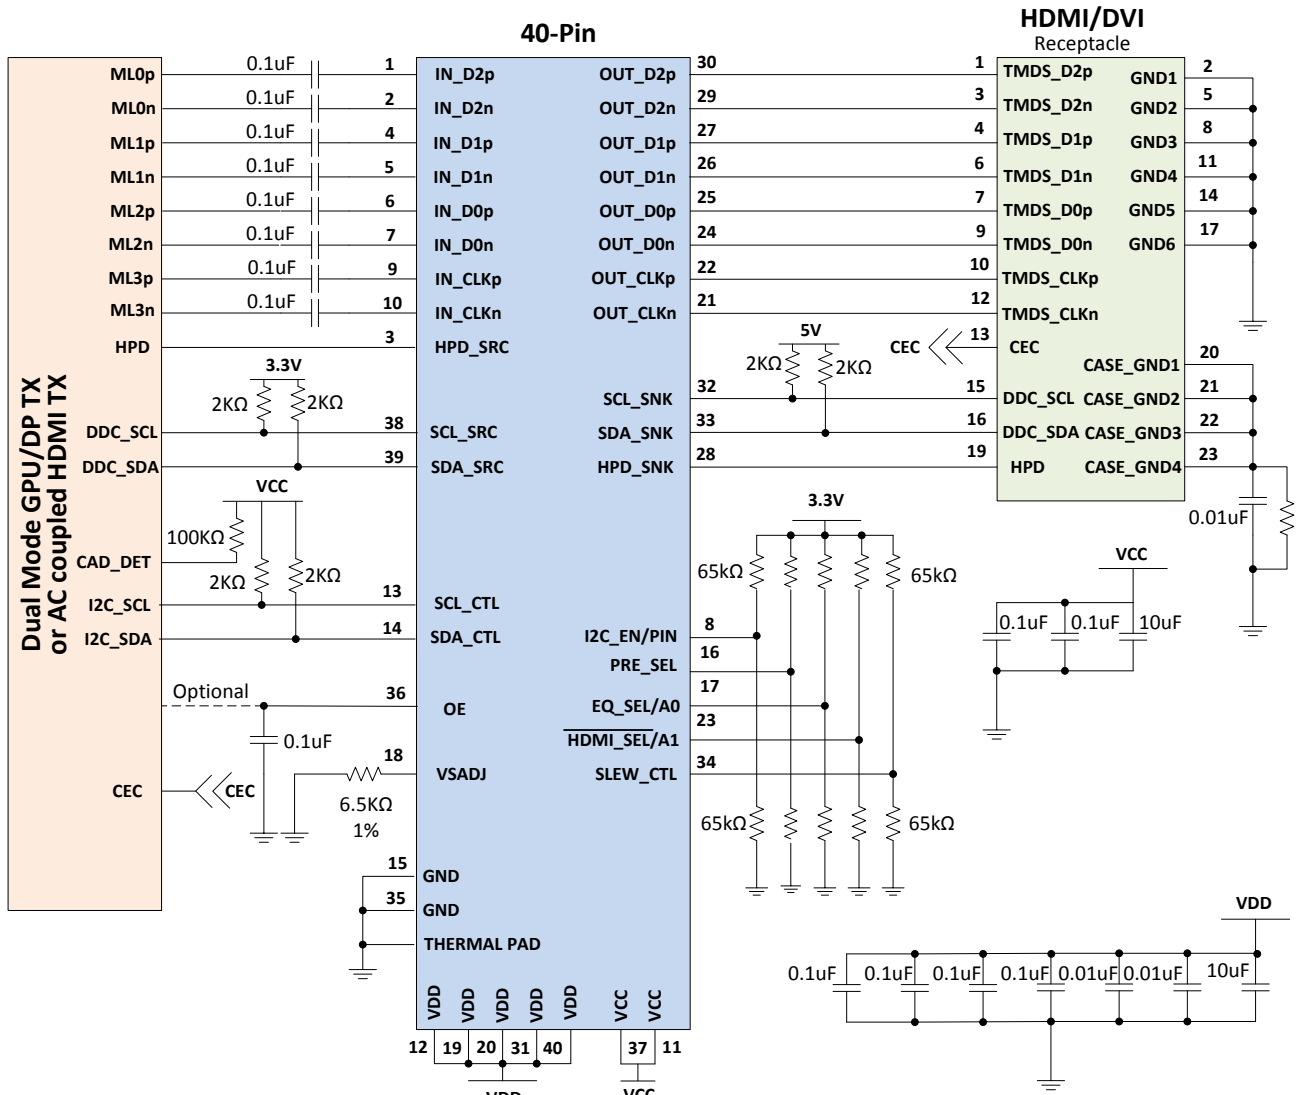 40-Pin
HDMI/DVI
Receptacle
Dual Mode GPU/DP TX
or AC coupled HDMI TX
ML0p 0.1uF 1 IN_D2p OUT_D2p 30 1 TMDS_D2p GND1 2
ML0n 0.1uF 2 IN_D2n OUT_D2n 29 3 TMDS_D2n GND2 5
ML1p 0.1uF 4 IN_D1p OUT_D1p 27 4 TMDS_D1p GND3 8
ML1n 0.1uF 5 IN_D1n OUT_D1n 26 6 TMDS_D1n GND4 11
ML2p 0.1uF 6 IN_D0p OUT_D0p 25 7 TMDS_D0p GND5 14
ML2n 0.1uF 7 IN_D0n OUT_D0n 24 9 TMDS_D0n GND6 17
ML3p 0.1uF 9 IN_CLKp OUT_CLKp 22 10 TMDS_CLKp
ML3n 0.1uF 10 IN_CLKn OUT_CLKn 21 12 TMDS_CLKn
HPD 3 HPD_SRC 5V CEC 13 CEC
3.3V 2KΩ 2KΩ CASE_GND1 20
2KΩ 2KΩ SCL_SNK 32 15 DDC_SCL CASE_GND2 21
DDC_SCL 38 SCL_SRC SDA_SNK 33 16 DDC_SDA CASE_GND3 22
DDC_SDA 39 SDA_SRC HPD_SNK 28 19 HPD CASE_GND4 23
VCC 3.3V 0.01uF
100KΩ
CAD_DET 2KΩ 2KΩ 65kΩ 65kΩ VCC
I2C_SCL 13 SCL_CTL
I2C_SDA 14 SDA_CTL I2C_EN/PIN 8 0.1uF 0.1uF 10uF
PRE_SEL 16
Optional 36 OE EQ_SEL/A0 17
0.1uF HDMI_SEL/A1 23
18 VSADJ SLEW_CTL 34
CEC CEC
6.5KΩ 65kΩ 65kΩ
1%
15 GND
35 GND
THERMAL PAD
VDD
0.1uF 0.1uF 0.1uF 0.1uF 0.01uF 0.01uF 10uF
VDD VDD VDD VDD VDD VCC VCC
12 19 20 31 40 37 11
VDD VCC